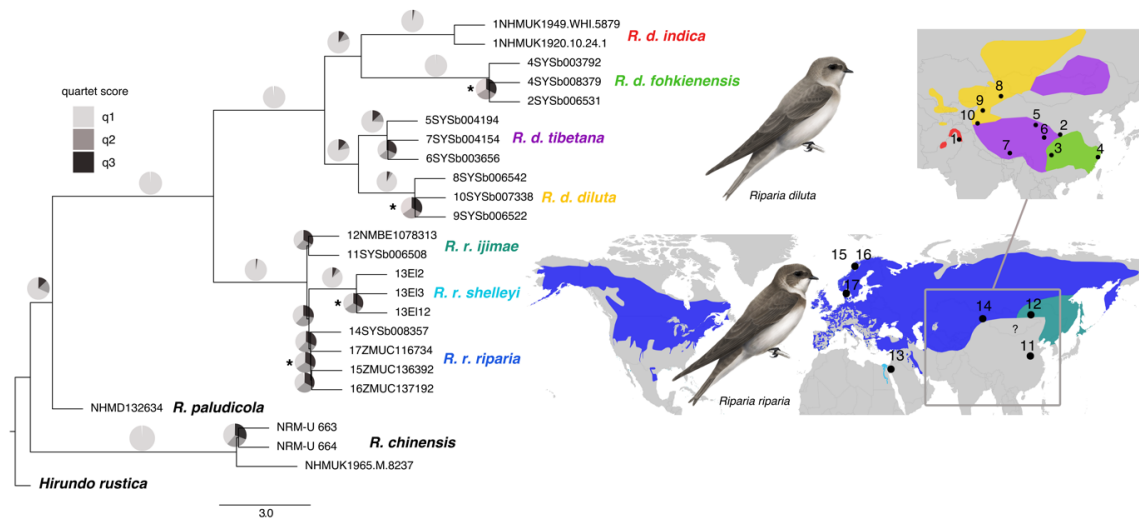 quartet score
q1
q2
q3
1NHMUK1949.WHI.5879
1NHMUK1920.10.24.1
R. d. indica
4SYSb003792
4SYSb008379
2SYSb006531
R. d. fohkienensis
*
5SYSb004194
7SYSb004154
6SYSb003656
R. d. tibetana
8SYSb006542
10SYSb007338
9SYSb006522
R. d. diluta
*
12NMBE1078313
11SYSb006508
R. r. ijimae
13El2
13El3
13El12
R. r. shelleyi
*
14SYSb008357
17ZMUC116734
15ZMUC136392
16ZMUC137192
R. r. riparia
*
NHMD132634
R. paludicola
NRM-U 663
NRM-U 664
NHMUK1965.M.8237
R. chinensis
Hirundo rustica
3.0
Riparia diluta
8
9
10
5
6
2
1
7
3
4
15 16
17
14
12
?
11
13
Riparia riparia